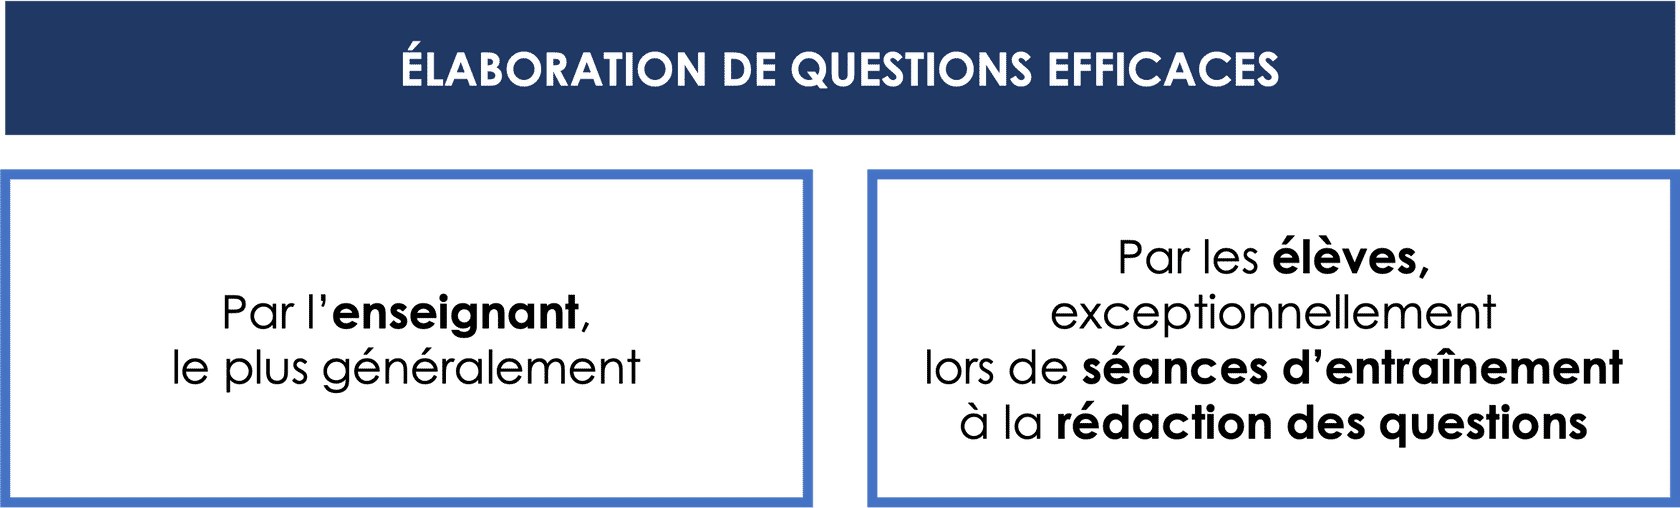 ÉLABORATION DE QUESTIONS EFFICACES
Par l’enseignant,
le plus généralement
Par les élèves,
exceptionnellement
lors de séances d’entraînement
à la rédaction des questions